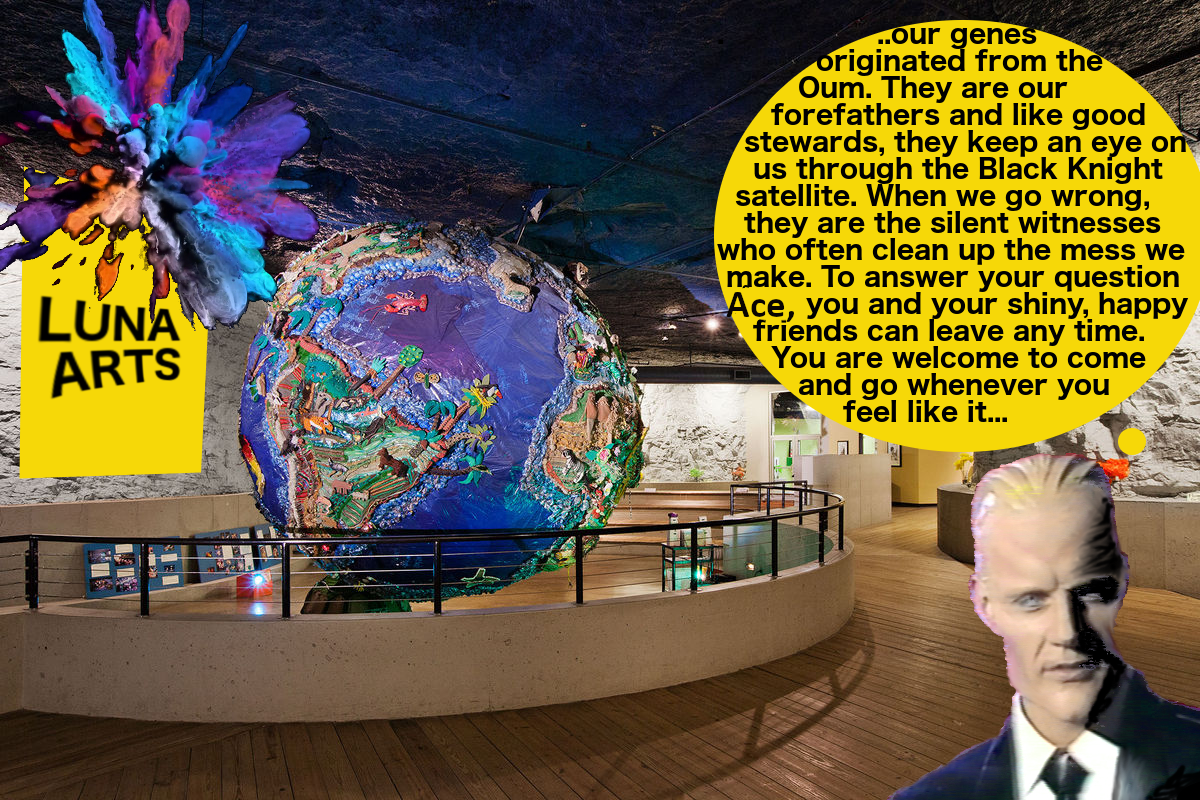 LUNA
ARTS
..our genes
originated from the
Oum. They are our
forefathers and like good
stewards, they keep an eye on
us through the Black Knight
satellite. When we go wrong,
they are the silent witnesses
who often clean up the mess we
make. To answer your question
Ace, you and your shiny, happy
friends can leave any time.
You are welcome to come
and go whenever you
feel like it...